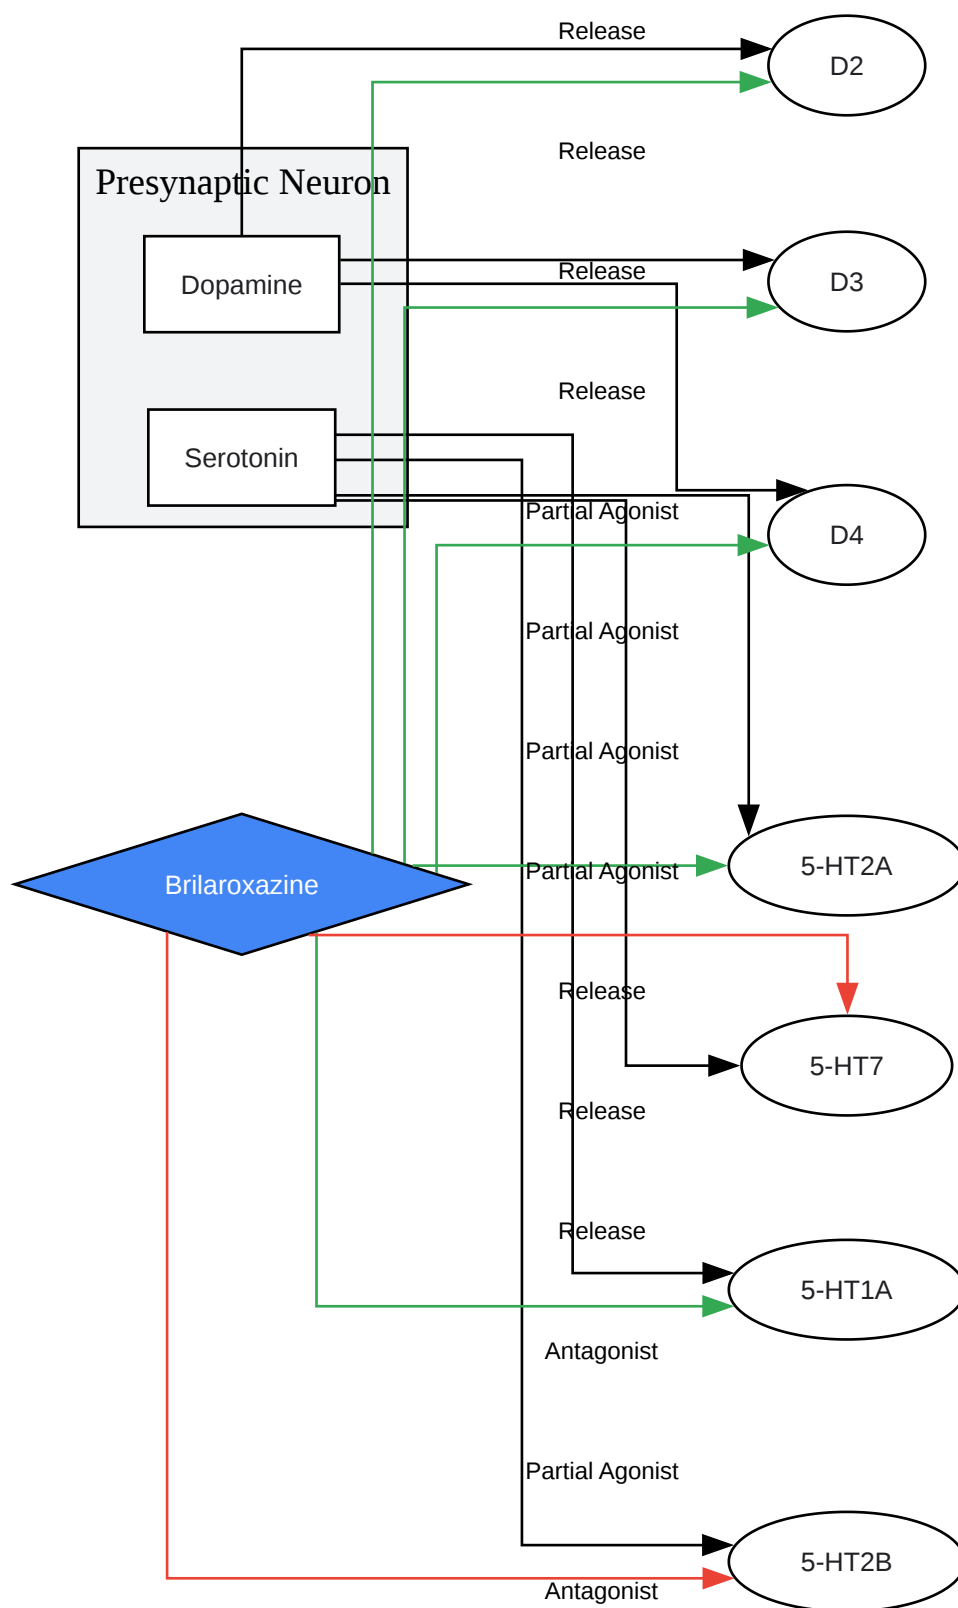 Release
D2
Release
Presynaptic Neuron
Release
D3
Dopamine
Release
Serotonin
Partial Agonist
D4
Partial Agonist
Partial Agonist
Partial Agonist
5-HT2A
Brilaroxazine
Release
5-HT7
Release
Release
5-HT1A
Antagonist
Partial Agonist
5-HT2B
Antagonist